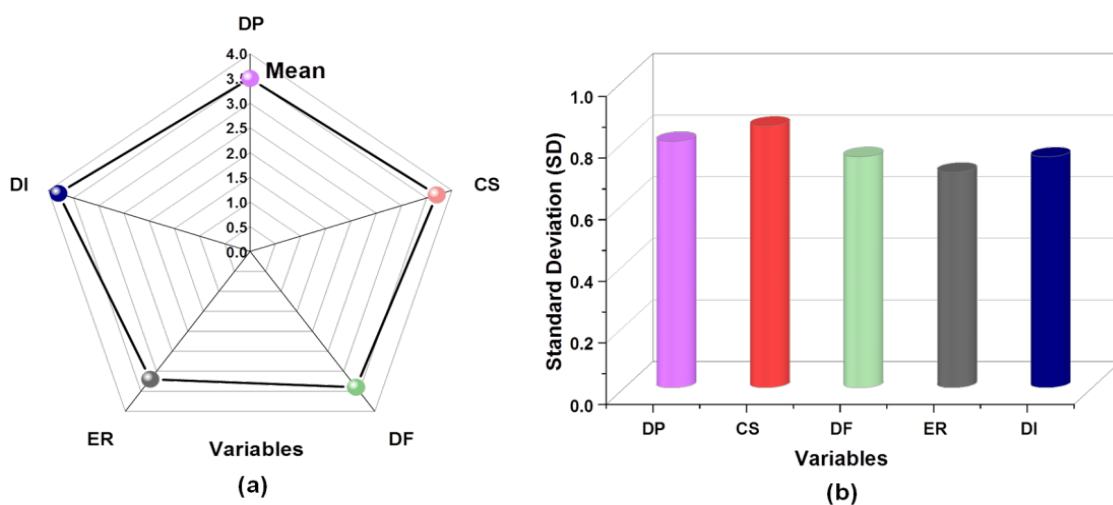 DP
4.0
3.5
Mean
3.0
2.5
2.0
1.5
1.0
0.5
0.0
DI
CS
ER
DF
Variables
(a)
Standard Deviation (SD)
1.0
0.8
0.6
0.4
0.2
0.0
DP CS DF ER DI
Variables
(b)